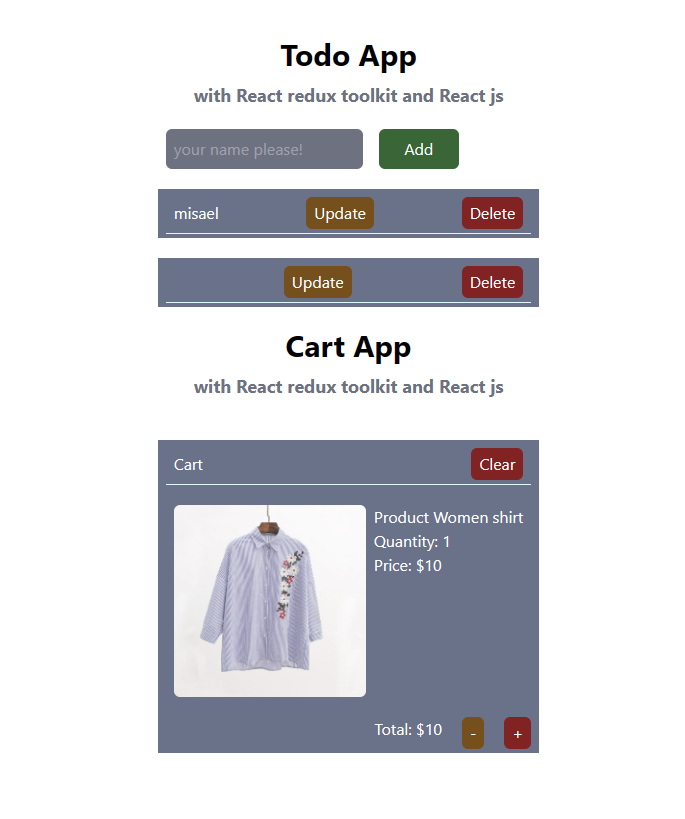 Todo App
with React redux toolkit and React js
your name please! Add
misael Update Delete
Update Delete
Cart App
with React redux toolkit and React js
Cart Clear
Product Women shirt
Quantity: 1
Price: $10
Total: $10 - +